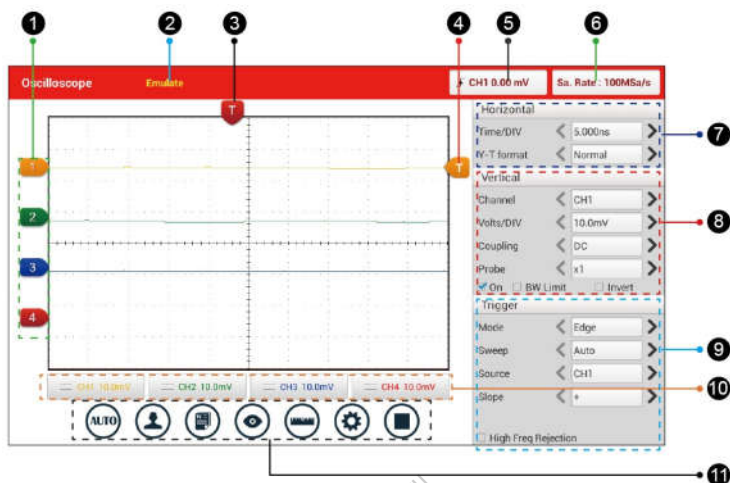 1 2 3 4 5 6
Oscilloscope Emulate CH1 0.00 mV Sa. Rate : 100MSa/s
T
Horizontal
Time/DIV 5.000ns
Y-T format Normal
7
1 T
Vertical
Channel CH1
2
Volts/DIV 10.0mV
8
Coupling DC
3
Probe x1
On BW Limit Invert
4
Trigger
Mode Edge
Sweep Auto
9
CH1 10.0mV CH2 10.0mV CH3 10.0mV CH4 10.0mV
10
Source CH1
Slope +
AUTO
High Freq Rejection
11